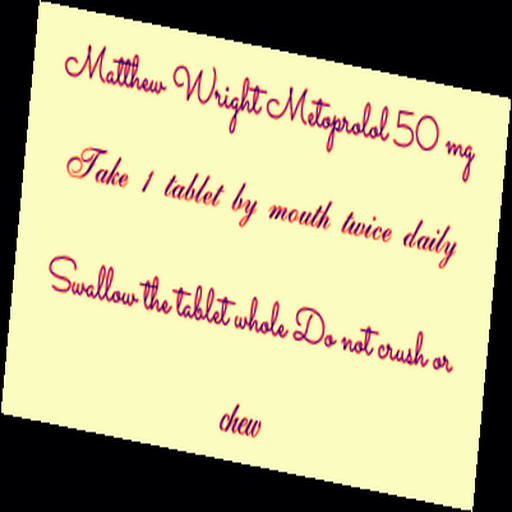 Matthew Wright Metoprolol 50 mg
Take 1 tablet by mouth twice daily
Swallow the tablet whole Do not crush or
chew